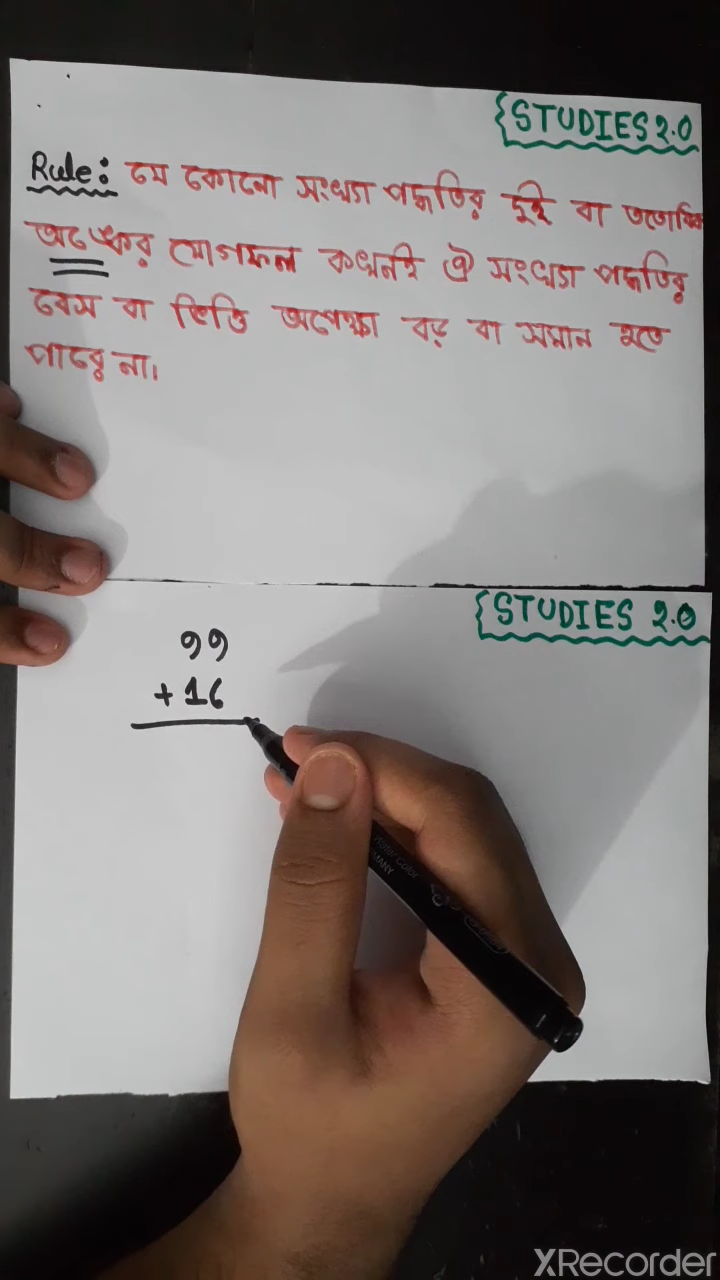 {STUDIES 2.0
Rule: যে কোনো সংখ্যা পদ্ধতির দুই বা ততোধিক
অঙ্কের যোগফল কখনই ঐ সংখ্যা পদ্ধতির
বেস বা ভিত্তি অপেক্ষা বড় বা সমান হতে
পারবে না।
{STUDIES 2.0
99
+ 16
XRecorder